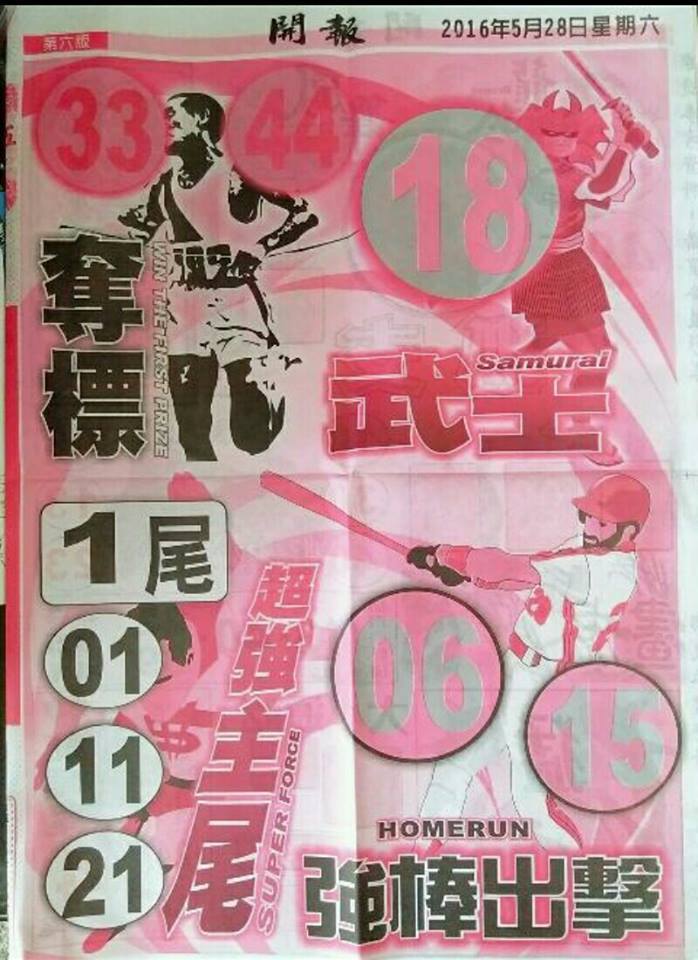 第六版
開報
2016年5月28日星期六
33
44
18
奪標
WIN THE FIRST PRIZE
Samurai
武士
1尾
01
11
21
超強主尾
SUPER FORCE
06
15
HOMERUN
強棒出擊